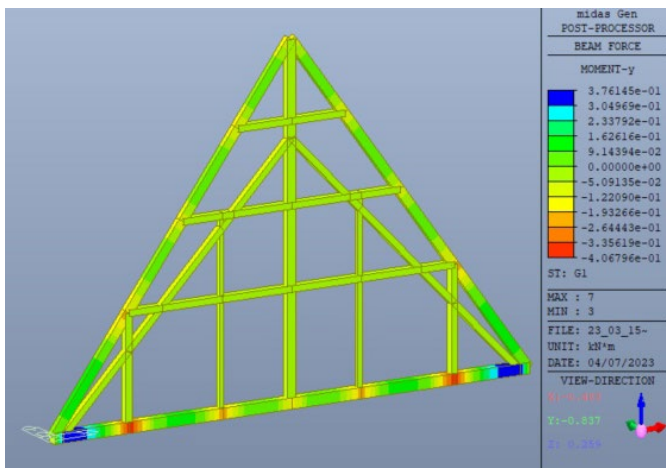 midas Gen
POST-PROCESSOR
BEAM FORCE
MOMENT-y
3.76145e-01
3.04969e-01
2.33792e-01
1.62616e-01
9.14394e-02
0.00000e+00
-5.09135e-02
-1.22090e-01
-1.93266e-01
-2.64443e-01
-3.35619e-01
-4.06796e-01
ST: G1
MAX : 7
MIN : 3
FILE: 23_03_15~
UNIT: kN*m
DATE: 04/07/2023
VIEW-DIRECTION
Y:-0.837
Z: 0.259